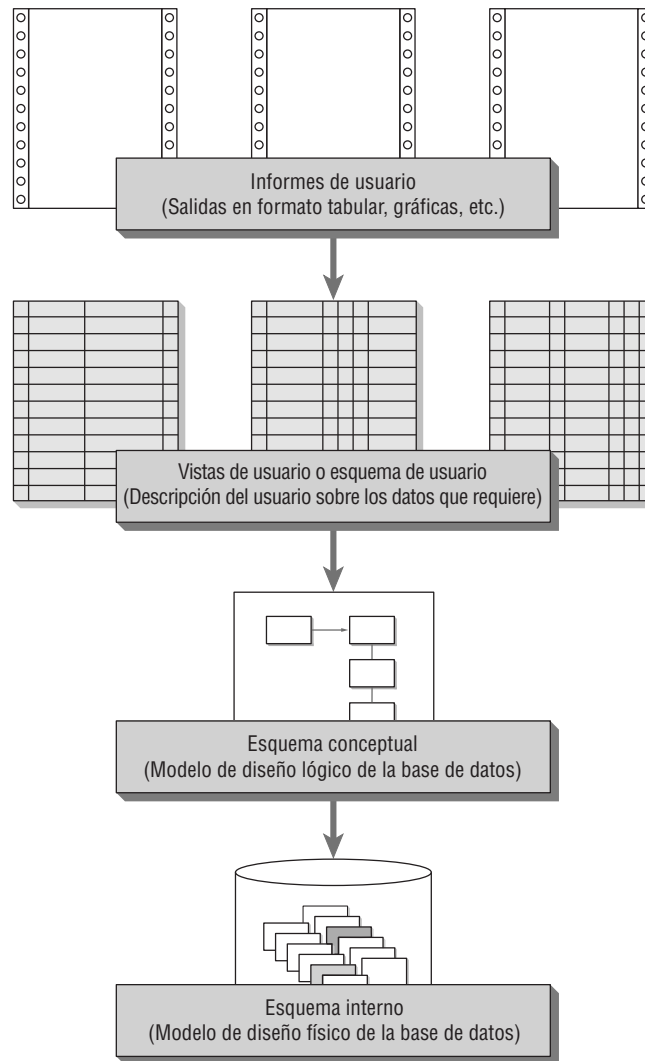 Informes de usuario
(Salidas en formato tabular, gráficas, etc.)
Vistas de usuario o esquema de usuario
(Descripción del usuario sobre los datos que requiere)
Esquema conceptual
(Modelo de diseño lógico de la base de datos)
Esquema interno
(Modelo de diseño físico de la base de datos)